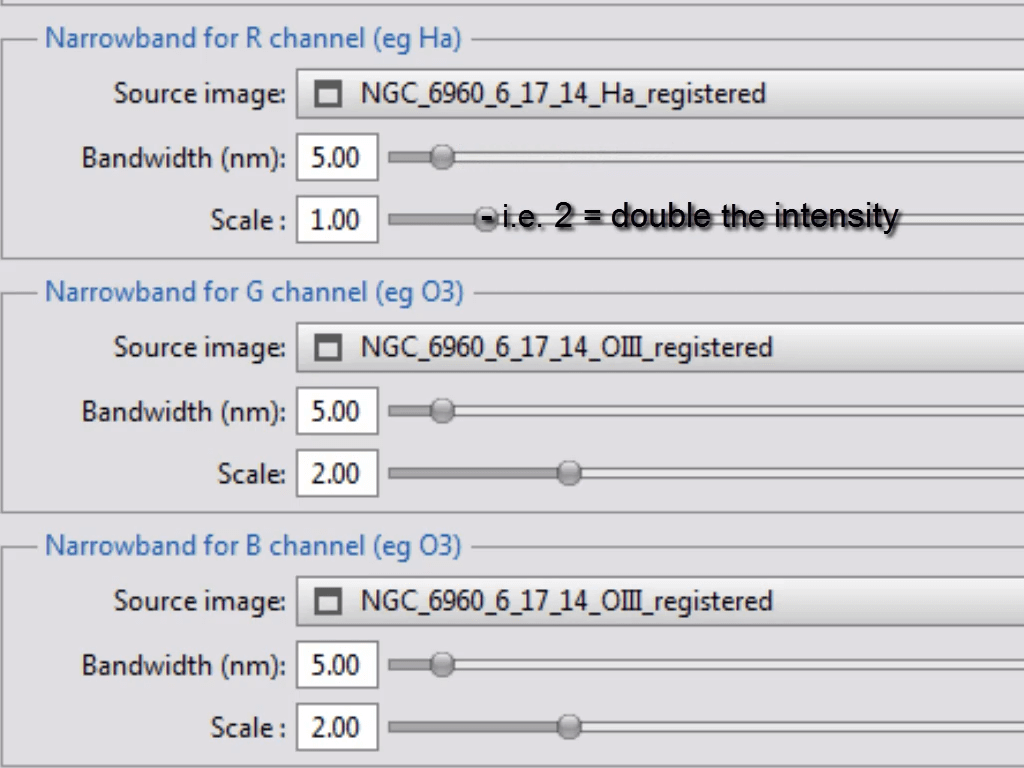 Narrowband for R channel (eg Ha)
Source image: NGC_6960_6_17_14_Ha_registered
Bandwidth (nm): 5.00
Scale : 1.00 - i.e. 2 = double the intensity
Narrowband for G channel (eg O3)
Source image: NGC_6960_6_17_14_OIII_registered
Bandwidth (nm): 5.00
Scale: 2.00
Narrowband for B channel (eg O3)
Source image: NGC_6960_6_17_14_OIII_registered
Bandwidth (nm): 5.00
Scale : 2.00